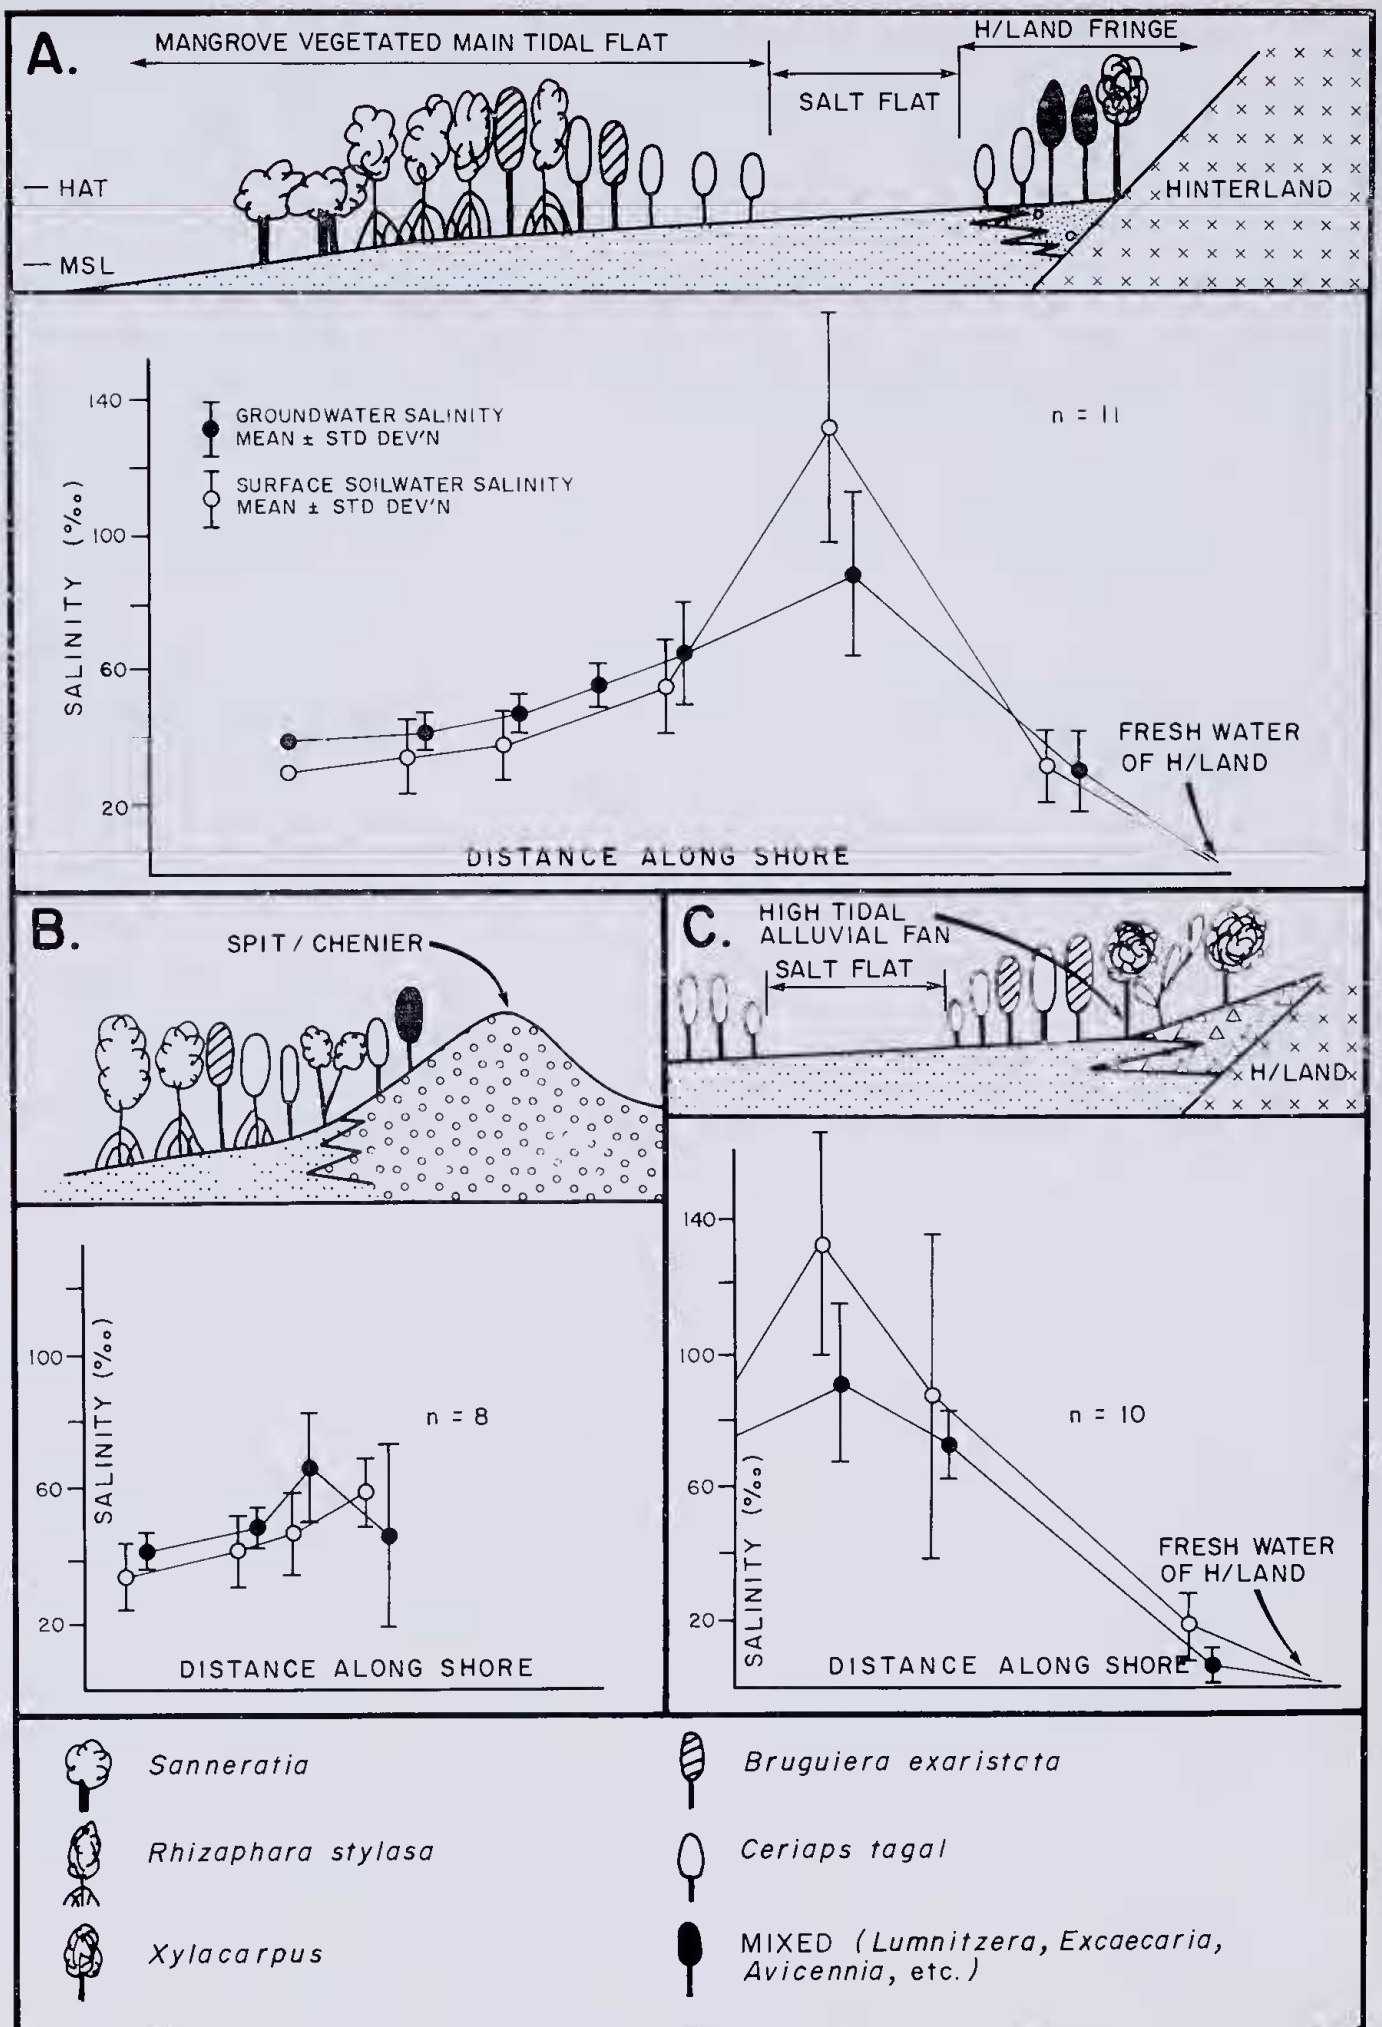 A.
MANGROVE VEGETATED MAIN TIDAL FLAT
SALT FLAT
H/LAND FRINGE
HAT
MSL
HINTERLAND
140
100
60
20
SALINITY (‰)
GROUNDWATER SALINITY
MEAN ± STD DEV'N
SURFACE SOILWATER SALINITY
MEAN ± STD DEV'N
n = 11
FRESH WATER
OF H/LAND
DISTANCE ALONG SHORE
B.
SPIT / CHENIER
100
60
20
SALINITY (‰)
n = 8
DISTANCE ALONG SHORE
C.
HIGH TIDAL
ALLUVIAL FAN
SALT FLAT
H/LAND
140
100
60
20
SALINITY (‰)
n = 10
FRESH WATER
OF H/LAND
DISTANCE ALONG SHORE
Sanneratia
Rhizaphara stylasa
Xylacarpus
Bruguiera exaristata
Ceriaps tagal
MIXED (Lumnitzera, Excaecaria,
Avicennia, etc.)